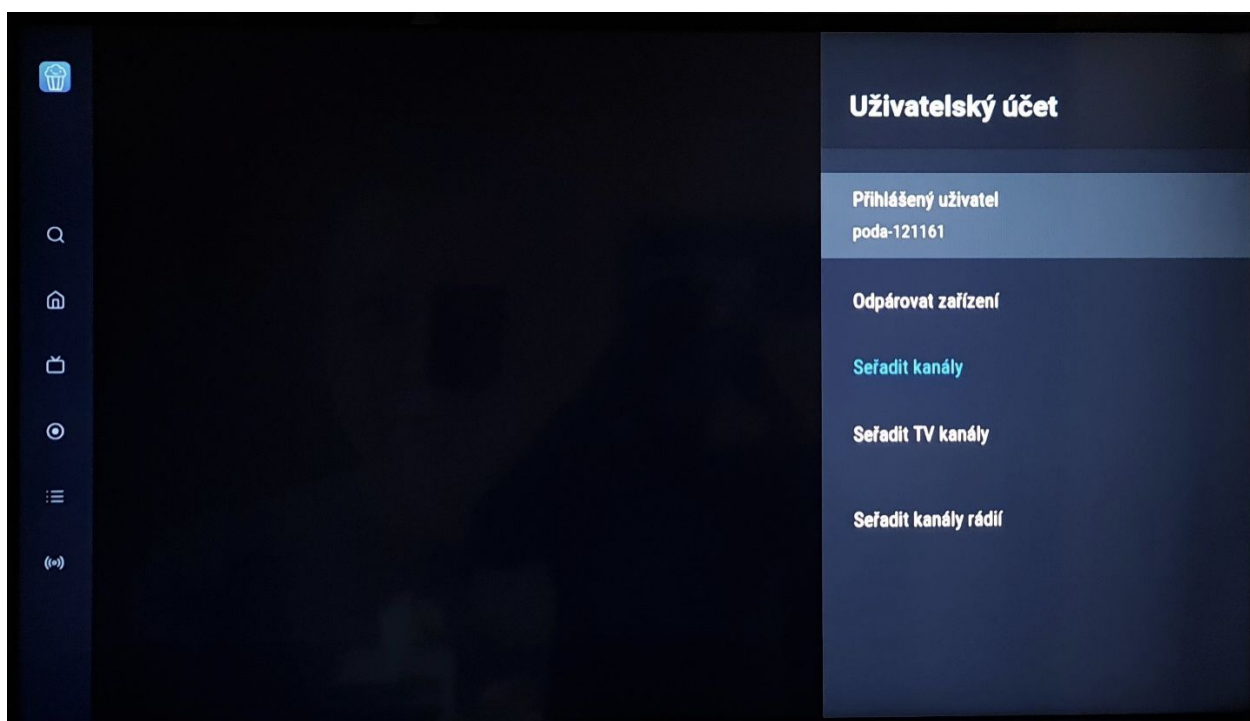 Uživatelský účet
Přihlášený uživatel
poda-121161
Odpárovat zařízení
Seřadit kanály
Seřadit TV kanály
Seřadit kanály rádií